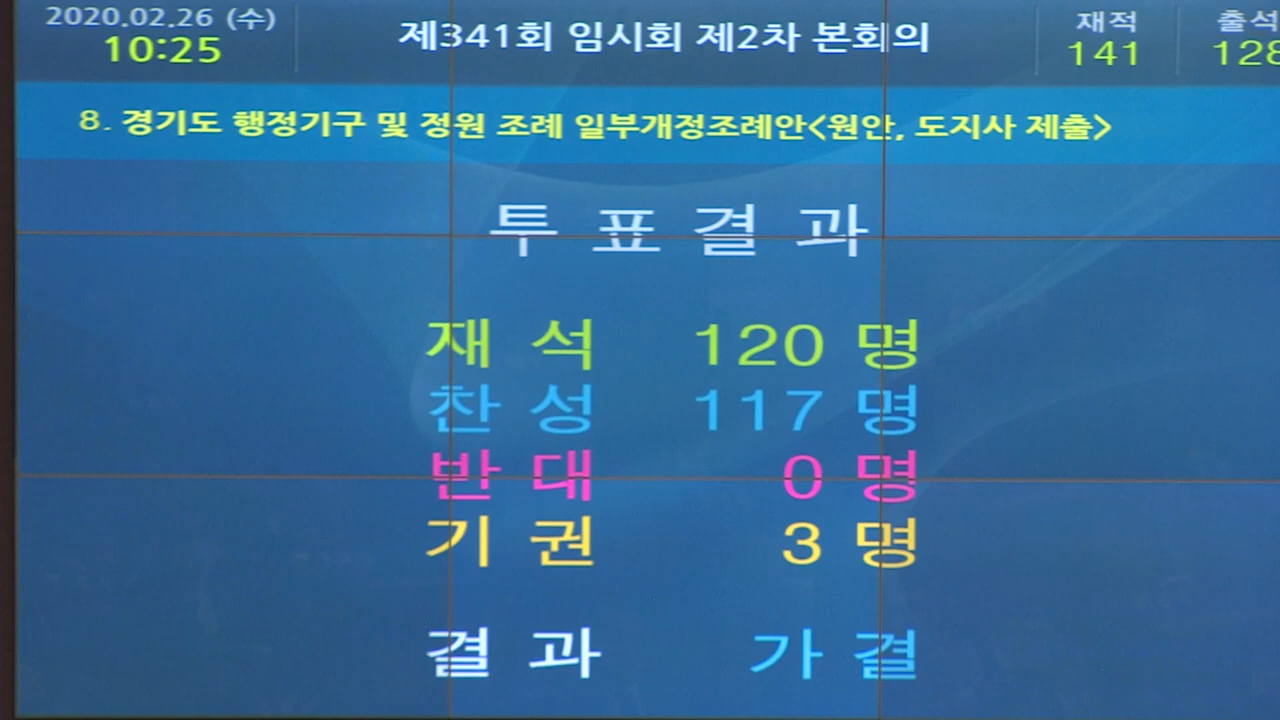 2020.02.26 (수)
10:25
제341회 임시회 제2차 본회의
재적
141
출석
128
8. 경기도 행정기구 및 정원 조례 일부개정조례안<원안, 도지사 제출>
투 표 결 과
재 석 120 명
찬 성 117 명
반 대 0 명
기 권 3 명
결 과 가 결